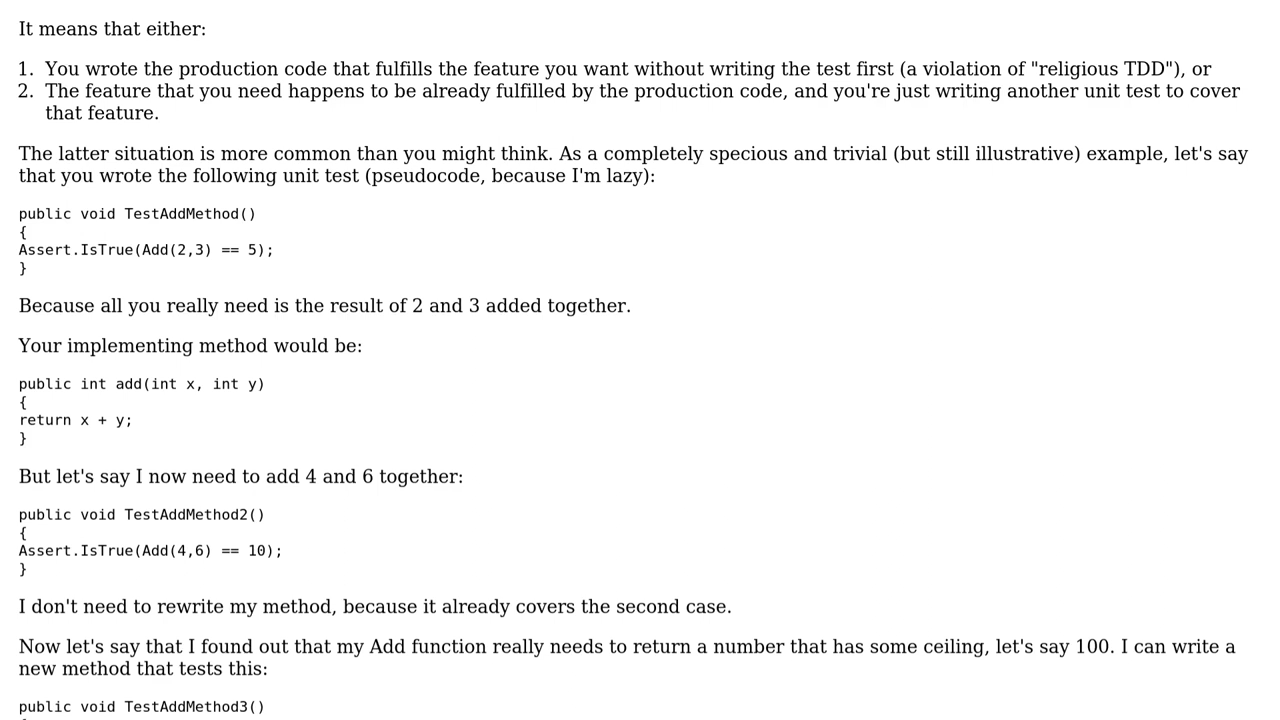 It means that either:
1. You wrote the production code that fulfills the feature you want without writing the test first (a violation of "religious TDD"), or
2. The feature that you need happens to be already fulfilled by the production code, and you're just writing another unit test to cover
that feature.
The latter situation is more common than you might think. As a completely specious and trivial (but still illustrative) example, let's say
that you wrote the following unit test (pseudocode, because I'm lazy):
public void TestAddMethod()
{
Assert.IsTrue(Add(2,3) == 5);
}
Because all you really need is the result of 2 and 3 added together.
Your implementing method would be:
public int add(int x, int y)
{
return x + y;
}
But let's say I now need to add 4 and 6 together:
public void TestAddMethod2()
{
Assert.IsTrue(Add(4,6) == 10);
}
I don't need to rewrite my method, because it already covers the second case.
Now let's say that I found out that my Add function really needs to return a number that has some ceiling, let's say 100. I can write a
new method that tests this:
public void TestAddMethod3()